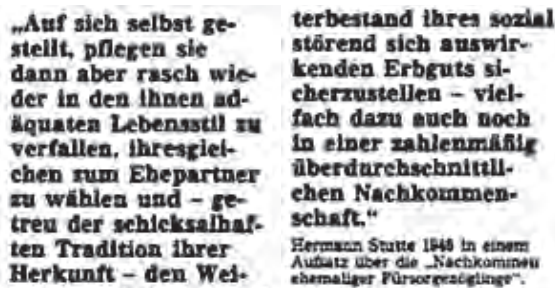 „Auf sich selbst ge-
stellt, pflegen sie
dann aber rasch wie-
der in den ihnen ad-
äquaten Lebensstil zu
verfallen, ihresglei-
chen zum Ehepartner
zu wählen und – ge-
treu der schicksalhaf-
ten Tradition ihrer
Herkunft – den Wei-
terbestand ihres sozial
störend sich auswir-
kenden Erbguts si-
cherzustellen – viel-
fach dazu auch noch
in einer zahlenmäßig
überdurchschnittli-
chen Nachkommen-
schaft.“
Hermann Stutte in einem
Aufsatz über die „Nachkommen
ehemaliger Fürsorgezöglinge“.